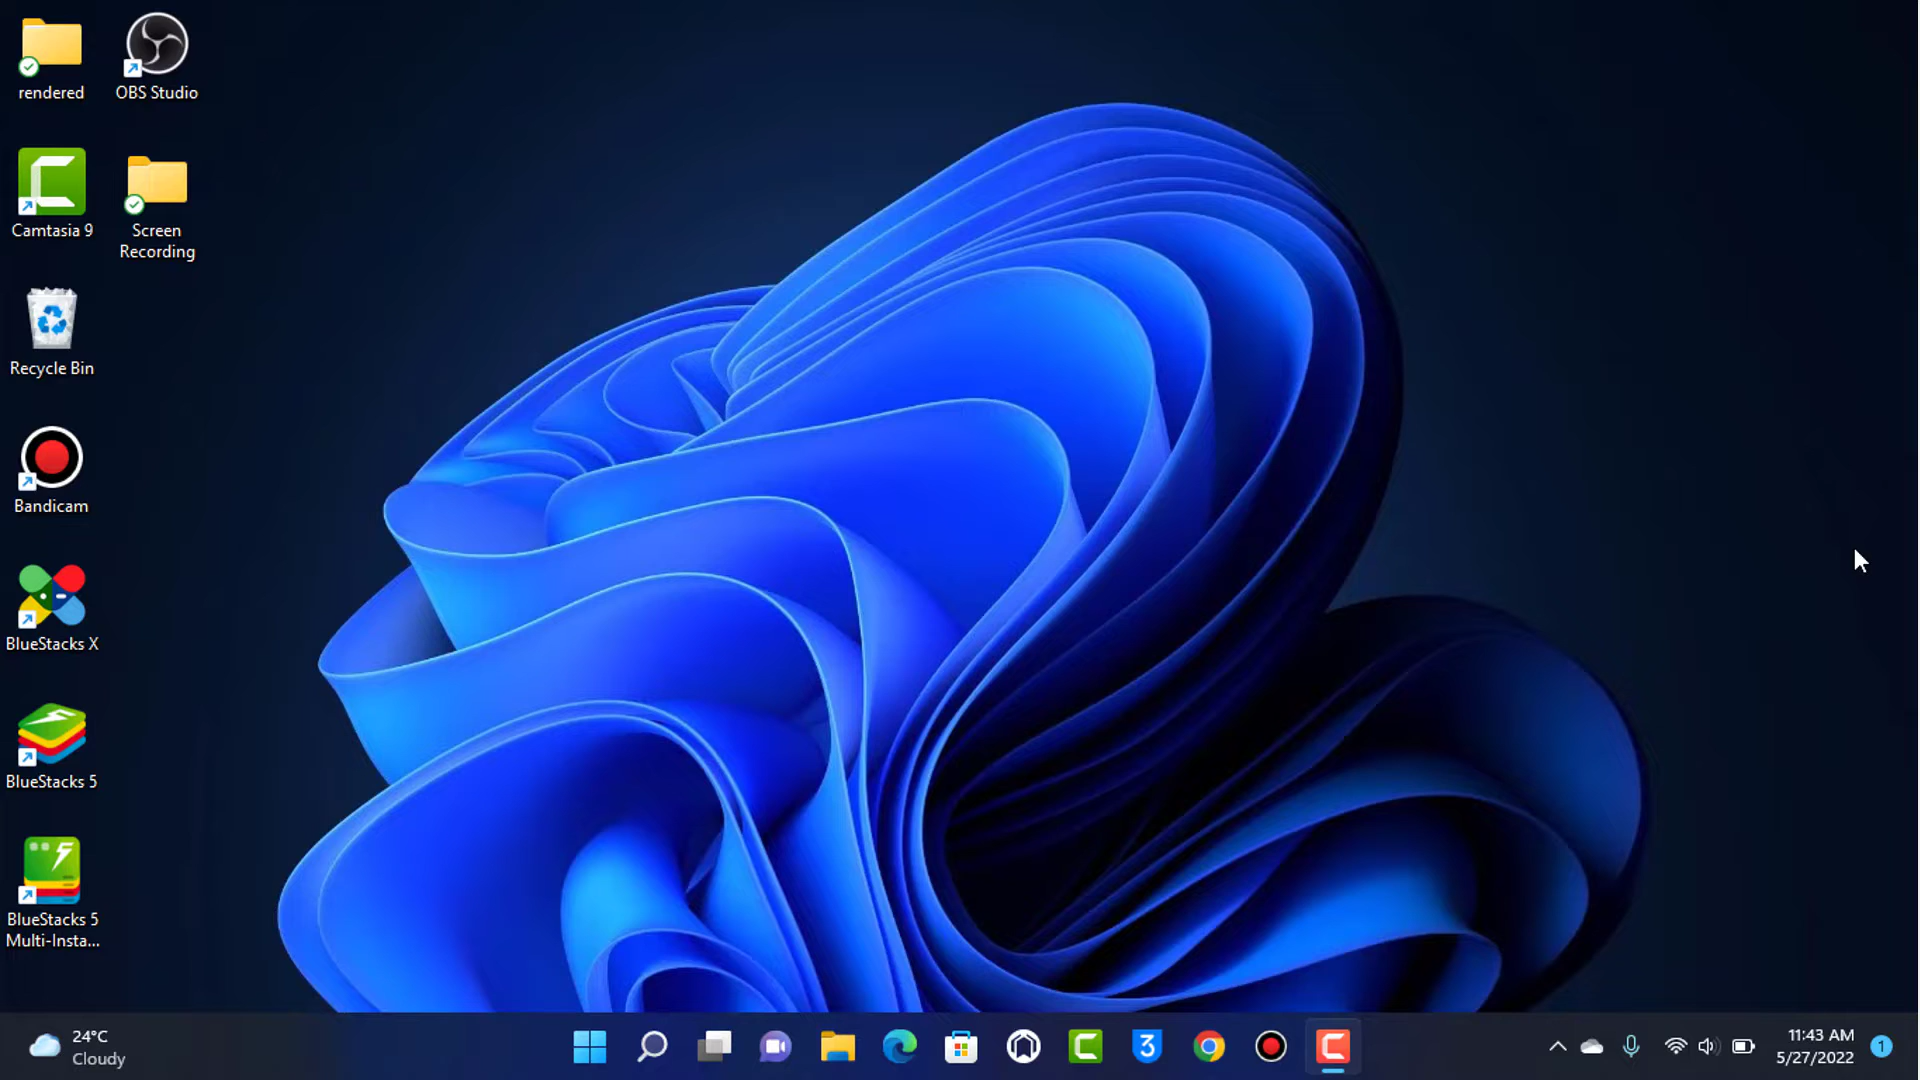 rendered
OBS Studio
Camtasia 9
Screen
Recording
Recycle Bin
Bandicam
BlueStacks X
BlueStacks 5
BlueStacks 5
Multi-Insta...
24°C
Cloudy
3
11:43 AM
5/27/2022
1